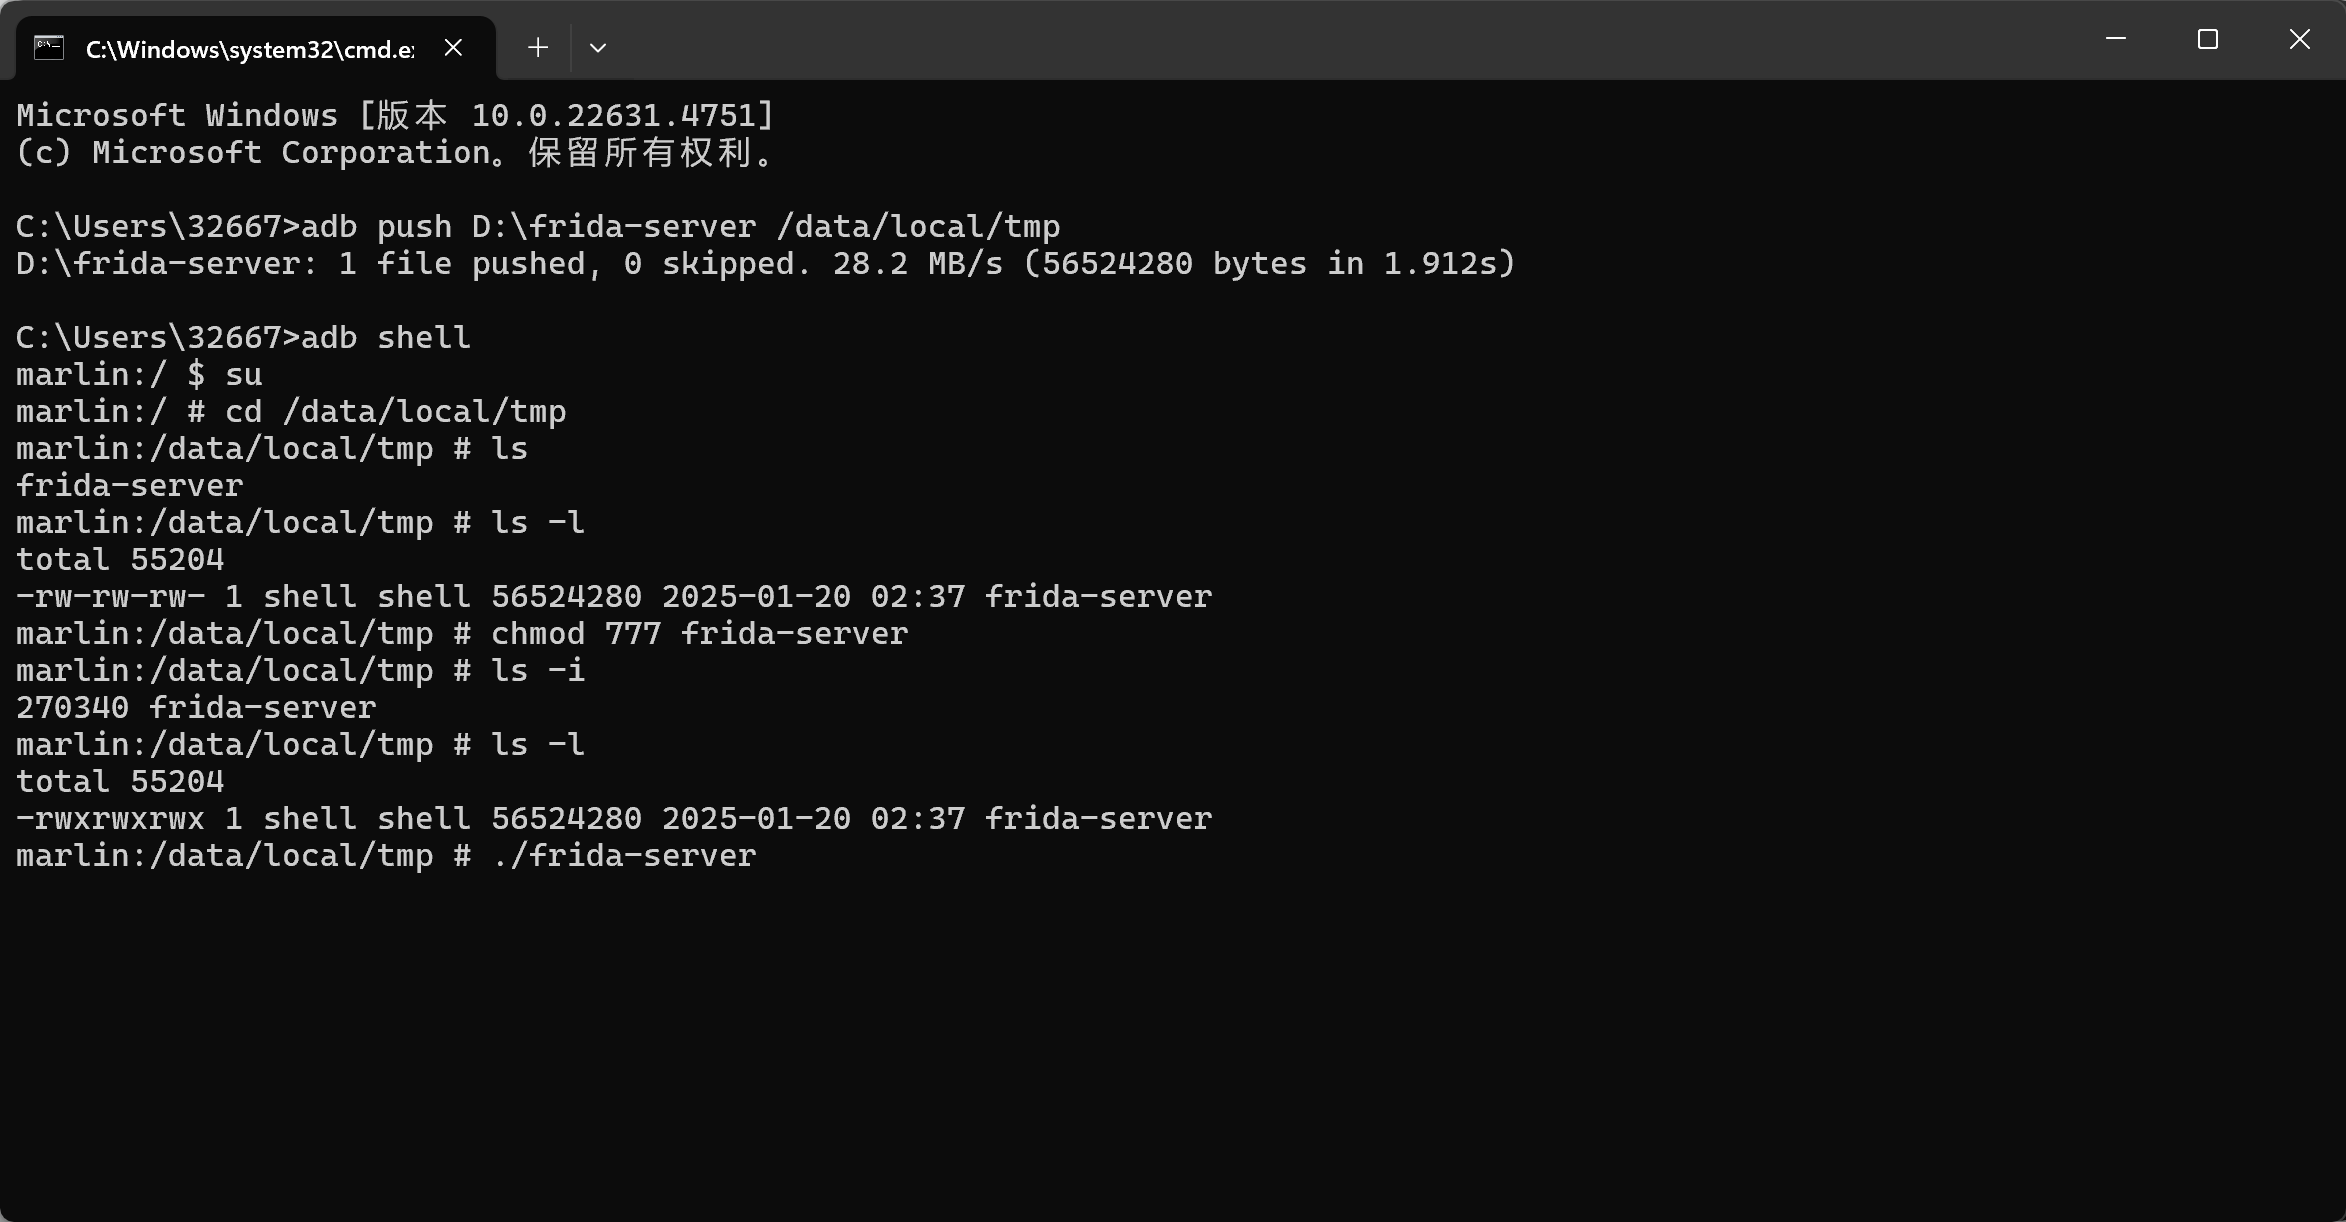 C:\Windows\system32\cmd.e
Microsoft Windows [版本 10.0.22631.4751]
(c) Microsoft Corporation。保留所有权利。
C:\Users\32667>adb push D:\frida-server /data/local/tmp
D:\frida-server: 1 file pushed, 0 skipped. 28.2 MB/s (56524280 bytes in 1.912s)
C:\Users\32667>adb shell
marlin:/ $ su
marlin:/ # cd /data/local/tmp
marlin:/data/local/tmp # ls
frida-server
marlin:/data/local/tmp # ls -l
total 55204
-rw-rw-rw- 1 shell shell 56524280 2025-01-20 02:37 frida-server
marlin:/data/local/tmp # chmod 777 frida-server
marlin:/data/local/tmp # ls -i
270340 frida-server
marlin:/data/local/tmp # ls -l
total 55204
-rwxrwxrwx 1 shell shell 56524280 2025-01-20 02:37 frida-server
marlin:/data/local/tmp # ./frida-server